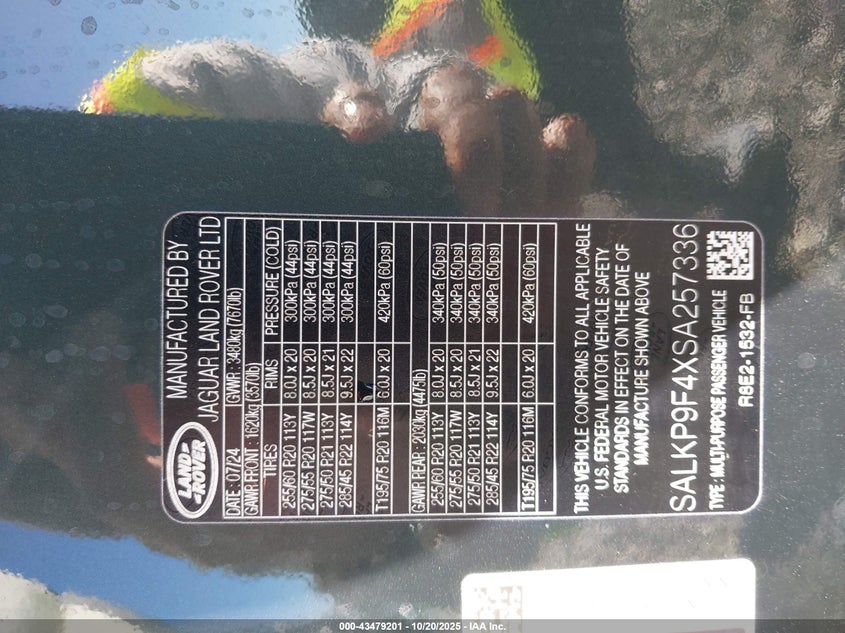 LAND-
-ROVER
MANUFACTURED BY
JAGUAR LAND ROVER LTD
DATE : 07/24 GVWR : 3480kg (7670lb)
GAWR FRONT : 1620kg (3570lb)
TIRES RIMS PRESSURE (COLD)
255/60 R20 113Y 8.0J x 20 300kPa (44psi)
275/55 R20 117W 8.5J x 20 300kPa (44psi)
275/50 R21 113Y 8.5J x 21 300kPa (44psi)
285/45 R22 114Y 9.5J x 22 300kPa (44psi)
T195/75 R20 116M 6.0J x 20 420kPa (60psi)
GAWR REAR : 2030kg (4475lb)
255/60 R20 113Y 8.0J x 20 340kPa (50psi)
275/55 R20 117W 8.5J x 20 340kPa (50psi)
275/50 R21 113Y 8.5J x 21 340kPa (50psi)
285/45 R22 114Y 9.5J x 22 340kPa (50psi)
T195/75 R20 116M 6.0J x 20 420kPa (60psi)
THIS VEHICLE CONFORMS TO ALL APPLICABLE
U.S. FEDERAL MOTOR VEHICLE SAFETY
STANDARDS IN EFFECT ON THE DATE OF
MANUFACTURE SHOWN ABOVE
SALKP9F4XSA257336
TYPE : MULTI-PURPOSE PASSENGER VEHICLE
R8E2-1532-FB
000-43479201 - 10/20/2025 - IAA Inc.